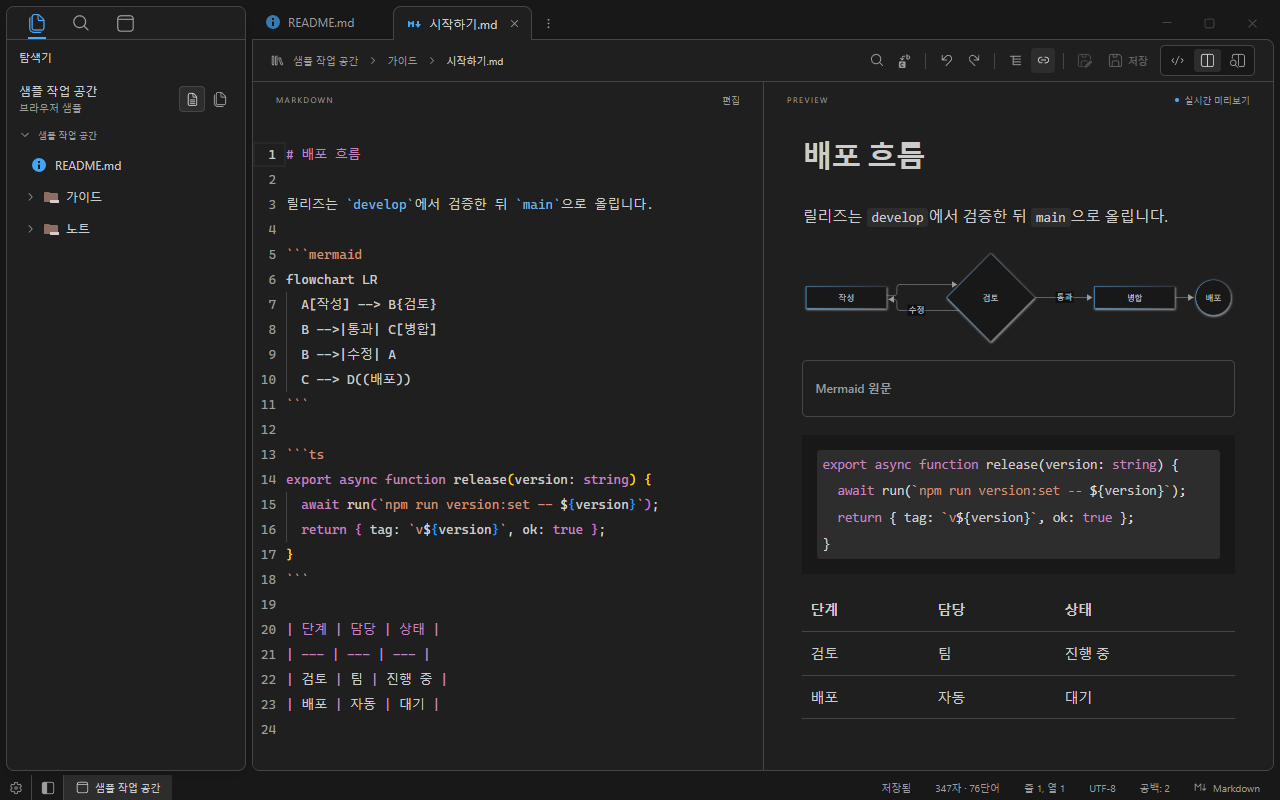 README.md
시작하기.md
탐색기
샘플 작업 공간
브라우저 샘플
샘플 작업 공간
README.md
가이드
노트
샘플 작업 공간 > 가이드 > 시작하기.md
저장
MARKDOWN
편집
1 # 배포 흐름
2
3 릴리즈는 `develop`에서 검증한 뒤 `main`으로 올립니다.
4
5 ```mermaid
6 flowchart LR
7   A[작성] --> B{검토}
8   B -->|통과| C[병합]
9   B -->|수정| A
10   C --> D((배포))
11 ```
12
13 ```ts
14 export async function release(version: string) {
15   await run(`npm run version:set -- ${version}`);
16   return { tag: `v${version}`, ok: true };
17 }
18 ```
19
20 | 단계 | 담당 | 상태 |
21 | --- | --- | --- |
22 | 검토 | 팀 | 진행 중 |
23 | 배포 | 자동 | 대기 |
24
PREVIEW
실시간 미리보기
배포 흐름
릴리즈는 develop에서 검증한 뒤 main으로 올립니다.
작성
수정
검토
통과
병합
배포
Mermaid 원문
export async function release(version: string) {
  await run(`npm run version:set -- ${version}`);
  return { tag: `v${version}`, ok: true };
}
단계 담당 상태
검토 팀 진행 중
배포 자동 대기
샘플 작업 공간
저장됨
347자 · 76단어
줄 1, 열 1
UTF-8
공백: 2
Markdown